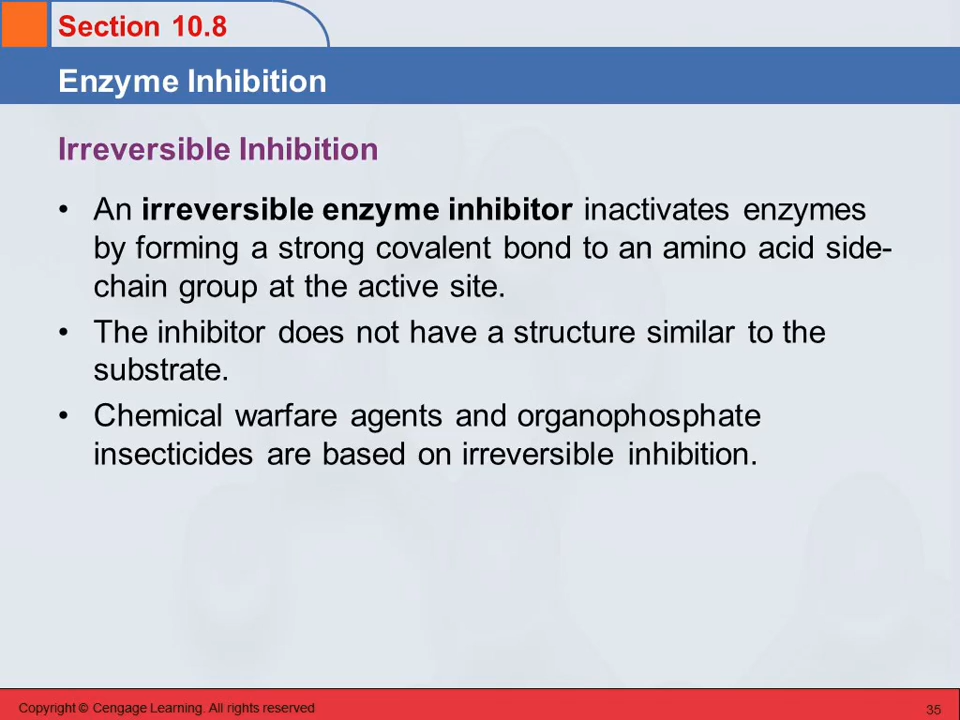 Section 10.8
Enzyme Inhibition
Irreversible Inhibition
• An irreversible enzyme inhibitor inactivates enzymes
by forming a strong covalent bond to an amino acid side-
chain group at the active site.
• The inhibitor does not have a structure similar to the
substrate.
• Chemical warfare agents and organophosphate
insecticides are based on irreversible inhibition.
Copyright © Cengage Learning. All rights reserved
35